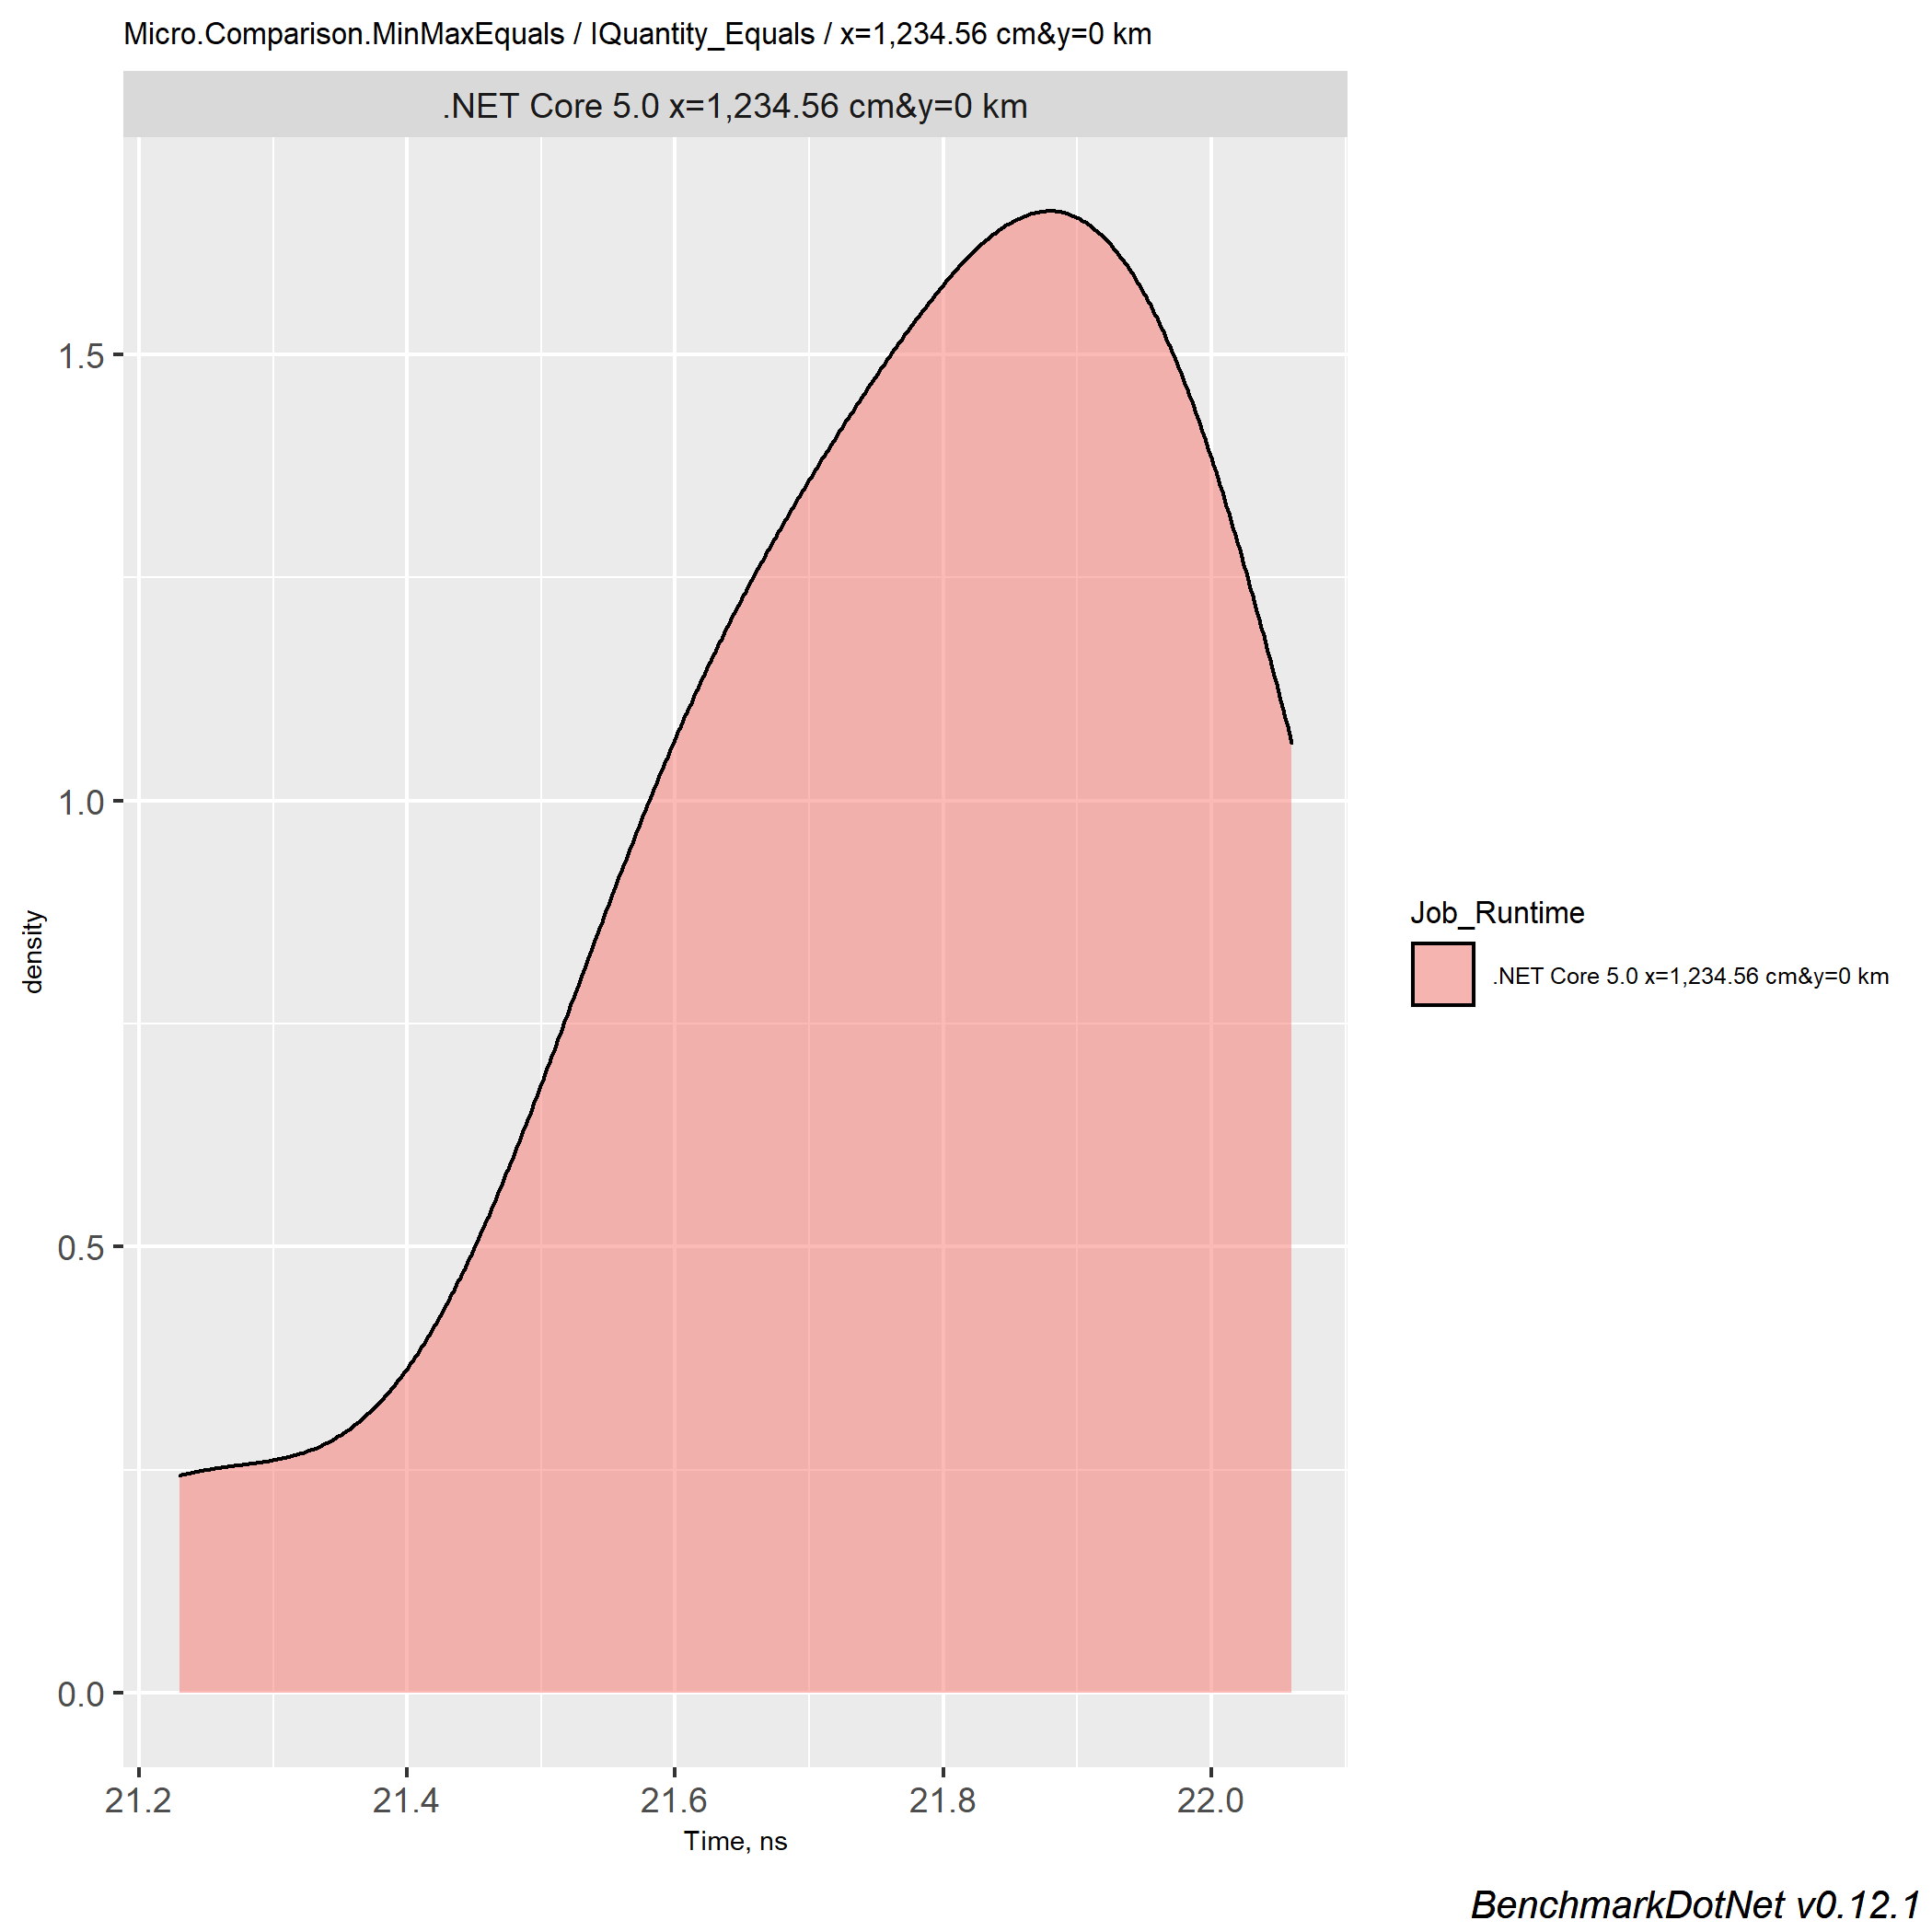 Micro.Comparison.MinMaxEquals / IQuantity_Equals / x=1,234.56 cm&y=0 km
.NET Core 5.0 x=1,234.56 cm&y=0 km
1.5
1.0
0.5
0.0
density
21.2
21.4
21.6
21.8
22.0
Time, ns
Job_Runtime
.NET Core 5.0 x=1,234.56 cm&y=0 km
BenchmarkDotNet v0.12.1